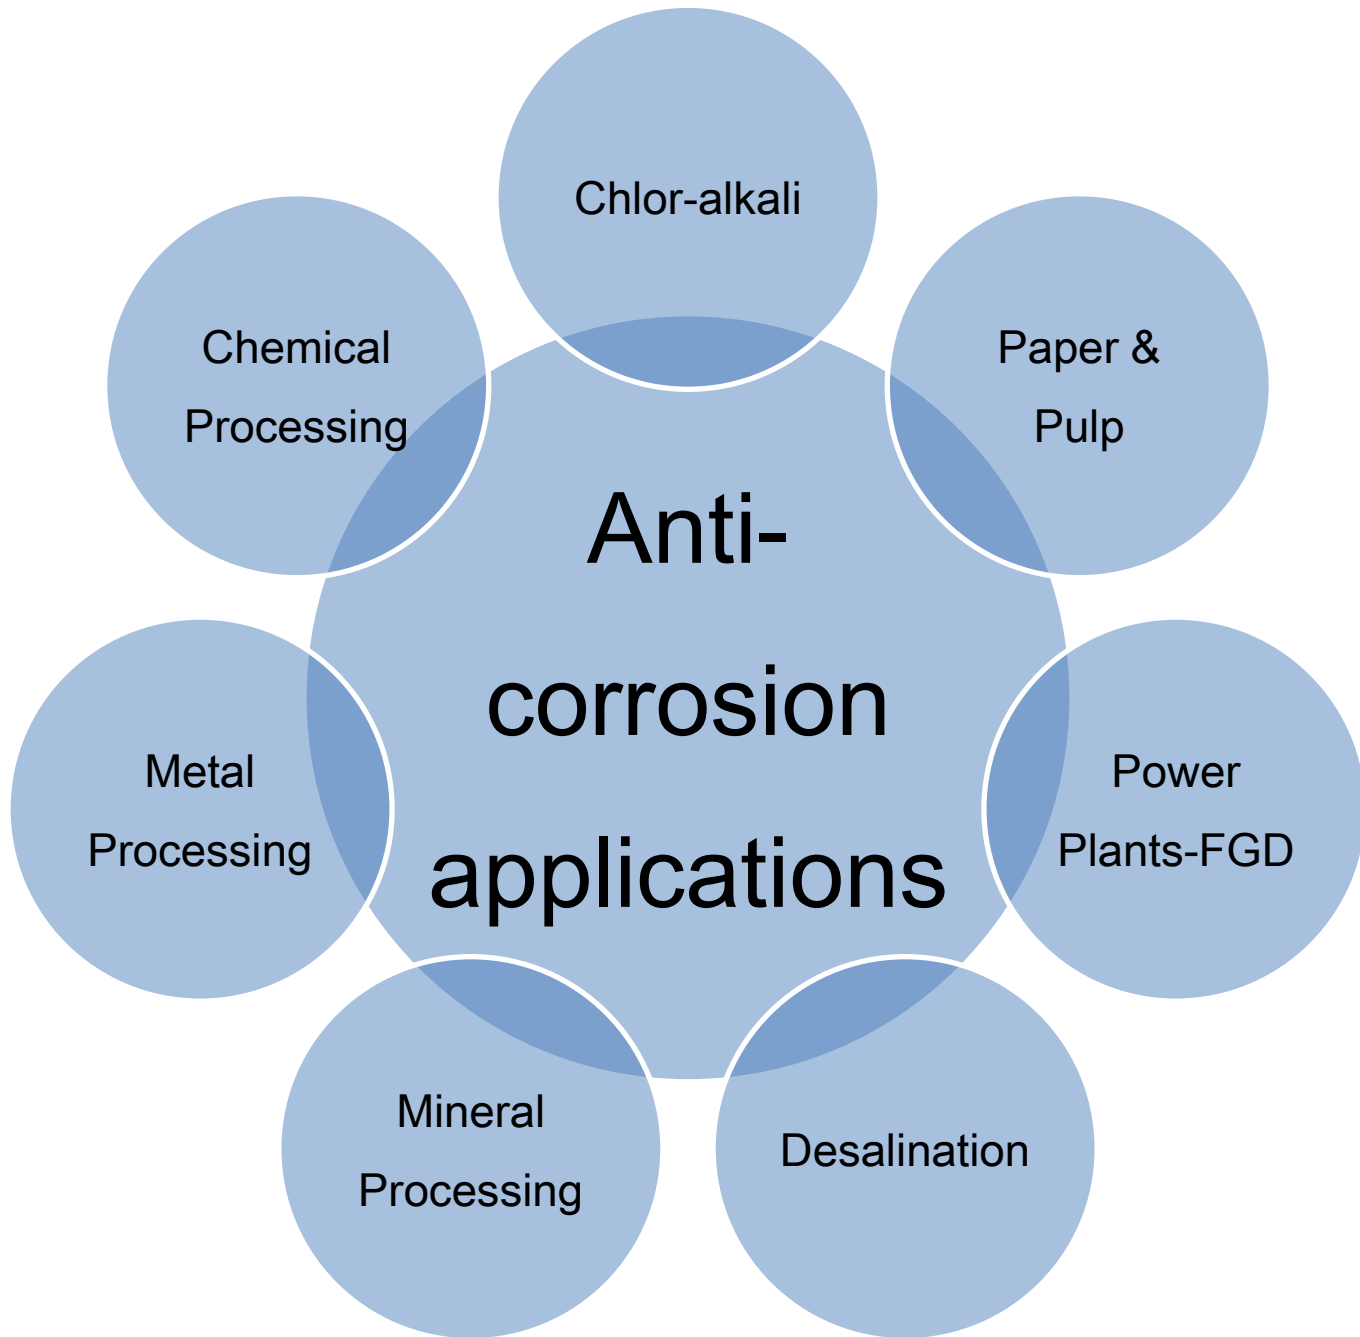 Chlor-alkali
Paper &
Pulp
Power
Plants-FGD
Desalination
Mineral
Processing
Metal
Processing
Chemical
Processing
Anti-
corrosion
applications